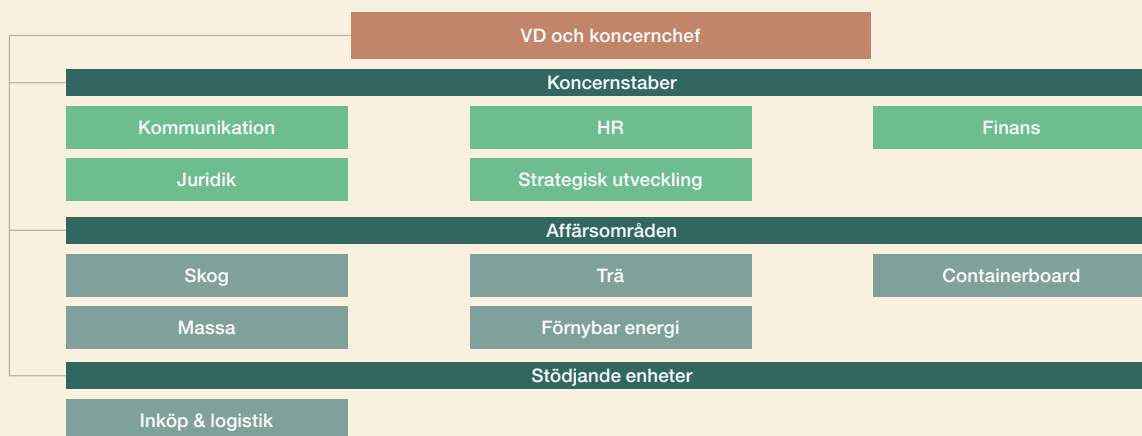 VD och koncernchef
Koncernstaber
Kommunikation
HR
Finans
Juridik
Strategisk utveckling
Affärsområden
Skog
Trä
Containerboard
Massa
Förnybar energi
Stödjande enheter
Inköp & logistik